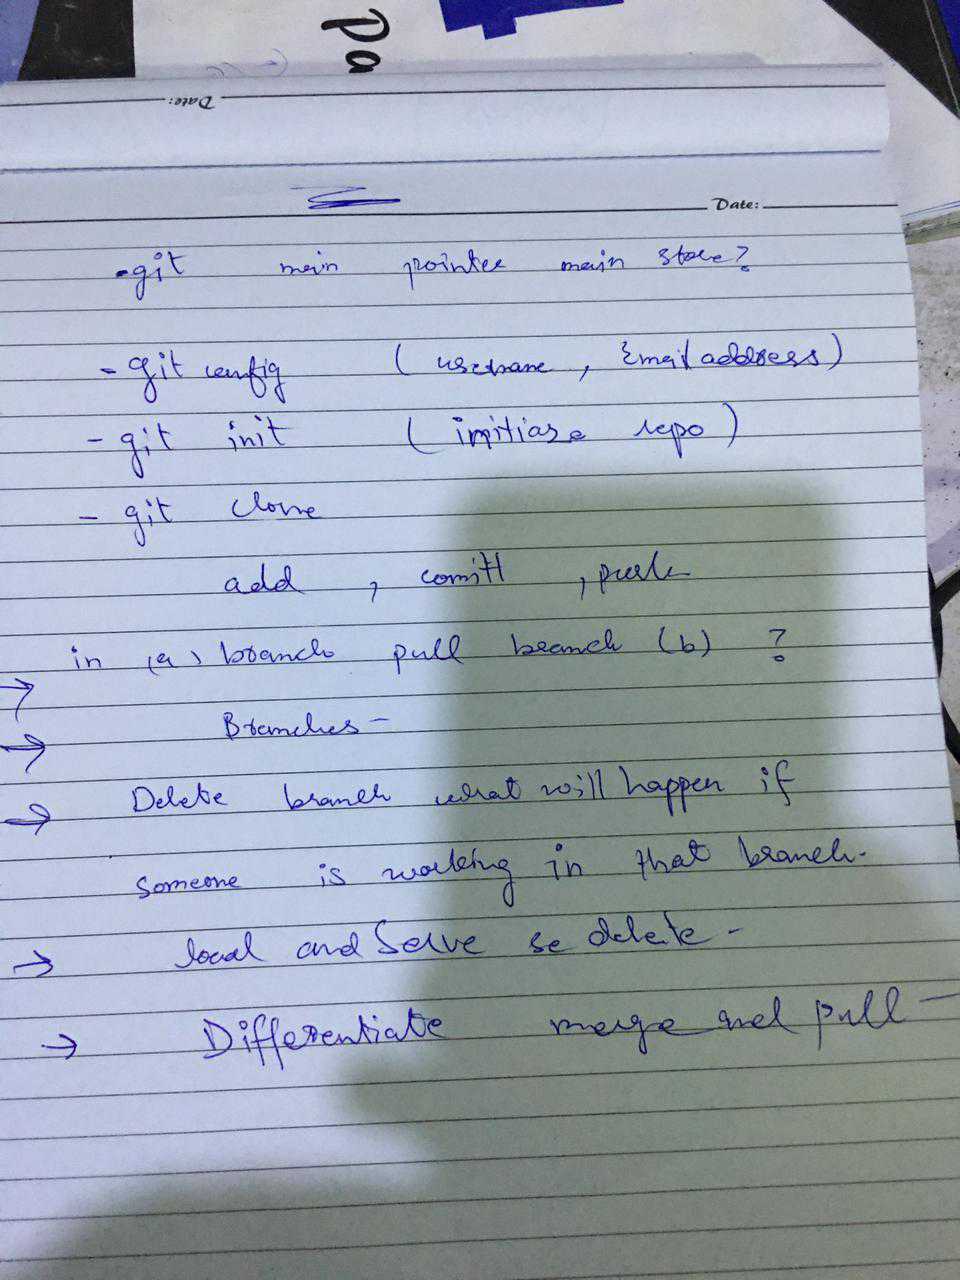 Pa
Date:
Date:
-git main pointer main store?
- git config ( username , Email address )
- git init ( initiase repo )
- git clone
add , comitt , push
in (a) branch pull branch (b) ?
→ Branches -
→ Delete branch what will happen if
someone is working in that branch.
→ local and Serve se delete -
→ Differentiate merge and pull -